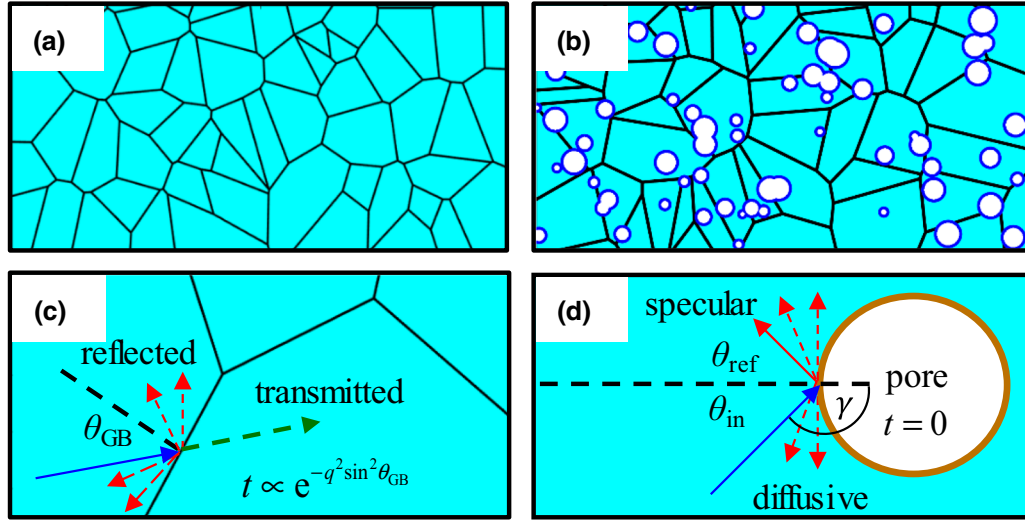 (a)
(b)
(c)
reflected
θGB
transmitted
t ∝ e^{-q² sin² θGB}
(d)
specular
θref
θin
pore
γ
t = 0
diffusive